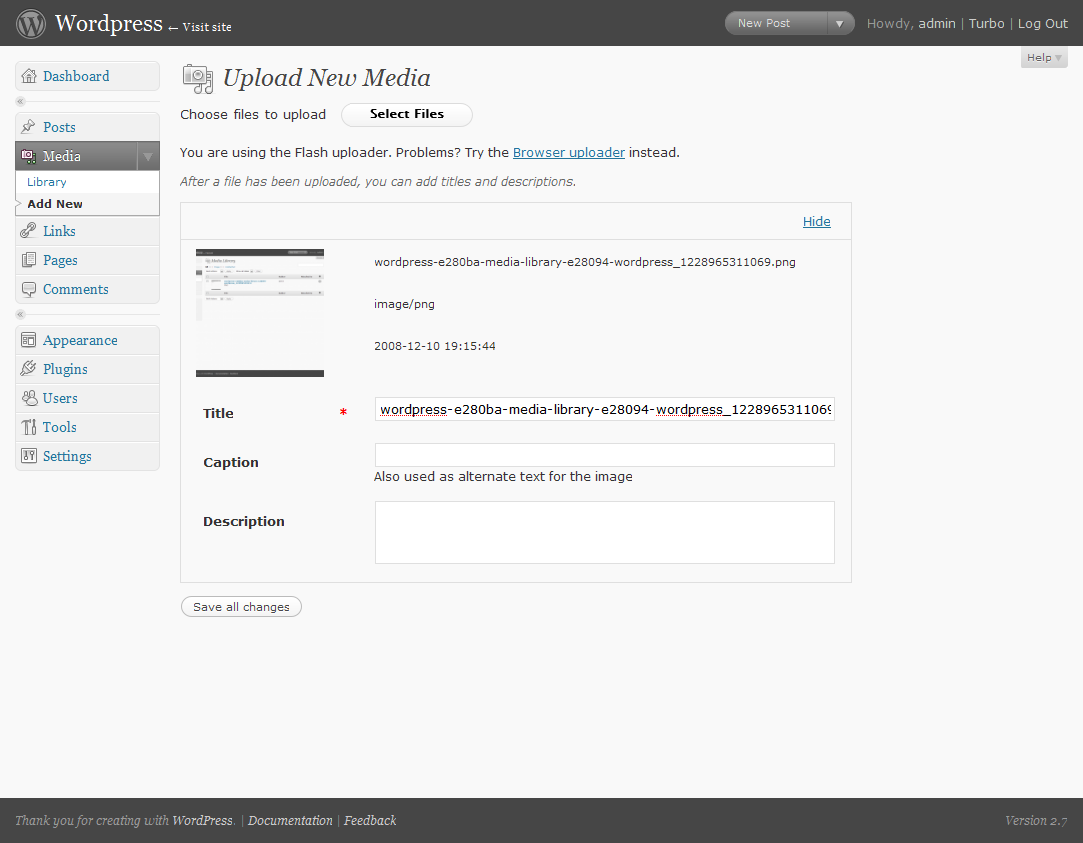 Wordpress ← Visit site
New Post
Howdy, admin | Turbo | Log Out
Help
Dashboard
Posts
Media
Library
Add New
Links
Pages
Comments
Appearance
Plugins
Users
Tools
Settings
Upload New Media
Choose files to upload Select Files
You are using the Flash uploader. Problems? Try the Browser uploader instead.
After a file has been uploaded, you can add titles and descriptions.
Hide
Media Library
wordpress-e280ba-media-library-e28094-wordpress_1228965311069.png
image/png
2008-12-10 19:15:44
Title * wordpress-e280ba-media-library-e28094-wordpress_1228965311069
Caption
Also used as alternate text for the image
Description
Save all changes
Thank you for creating with WordPress. | Documentation | Feedback
Version 2.7